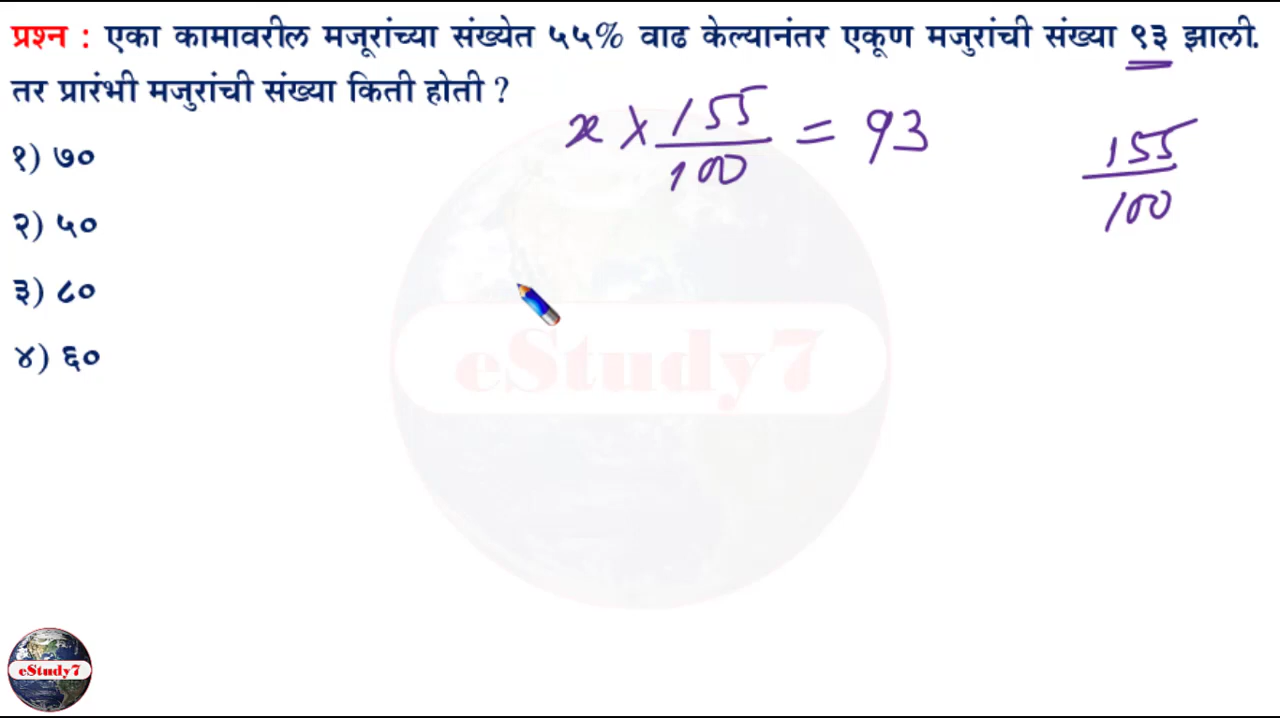 प्रश्न : एका कामावरील मजूरांच्या संख्येत ५५% वाढ केल्यानंतर एकूण मजुरांची संख्या ९३ झाली.
तर प्रारंभी मजुरांची संख्या किती होती ?
x × 155/100 = 93
155/100
१) ७०
२) ५०
३) ८०
४) ६०
eStudy7
eStudy7